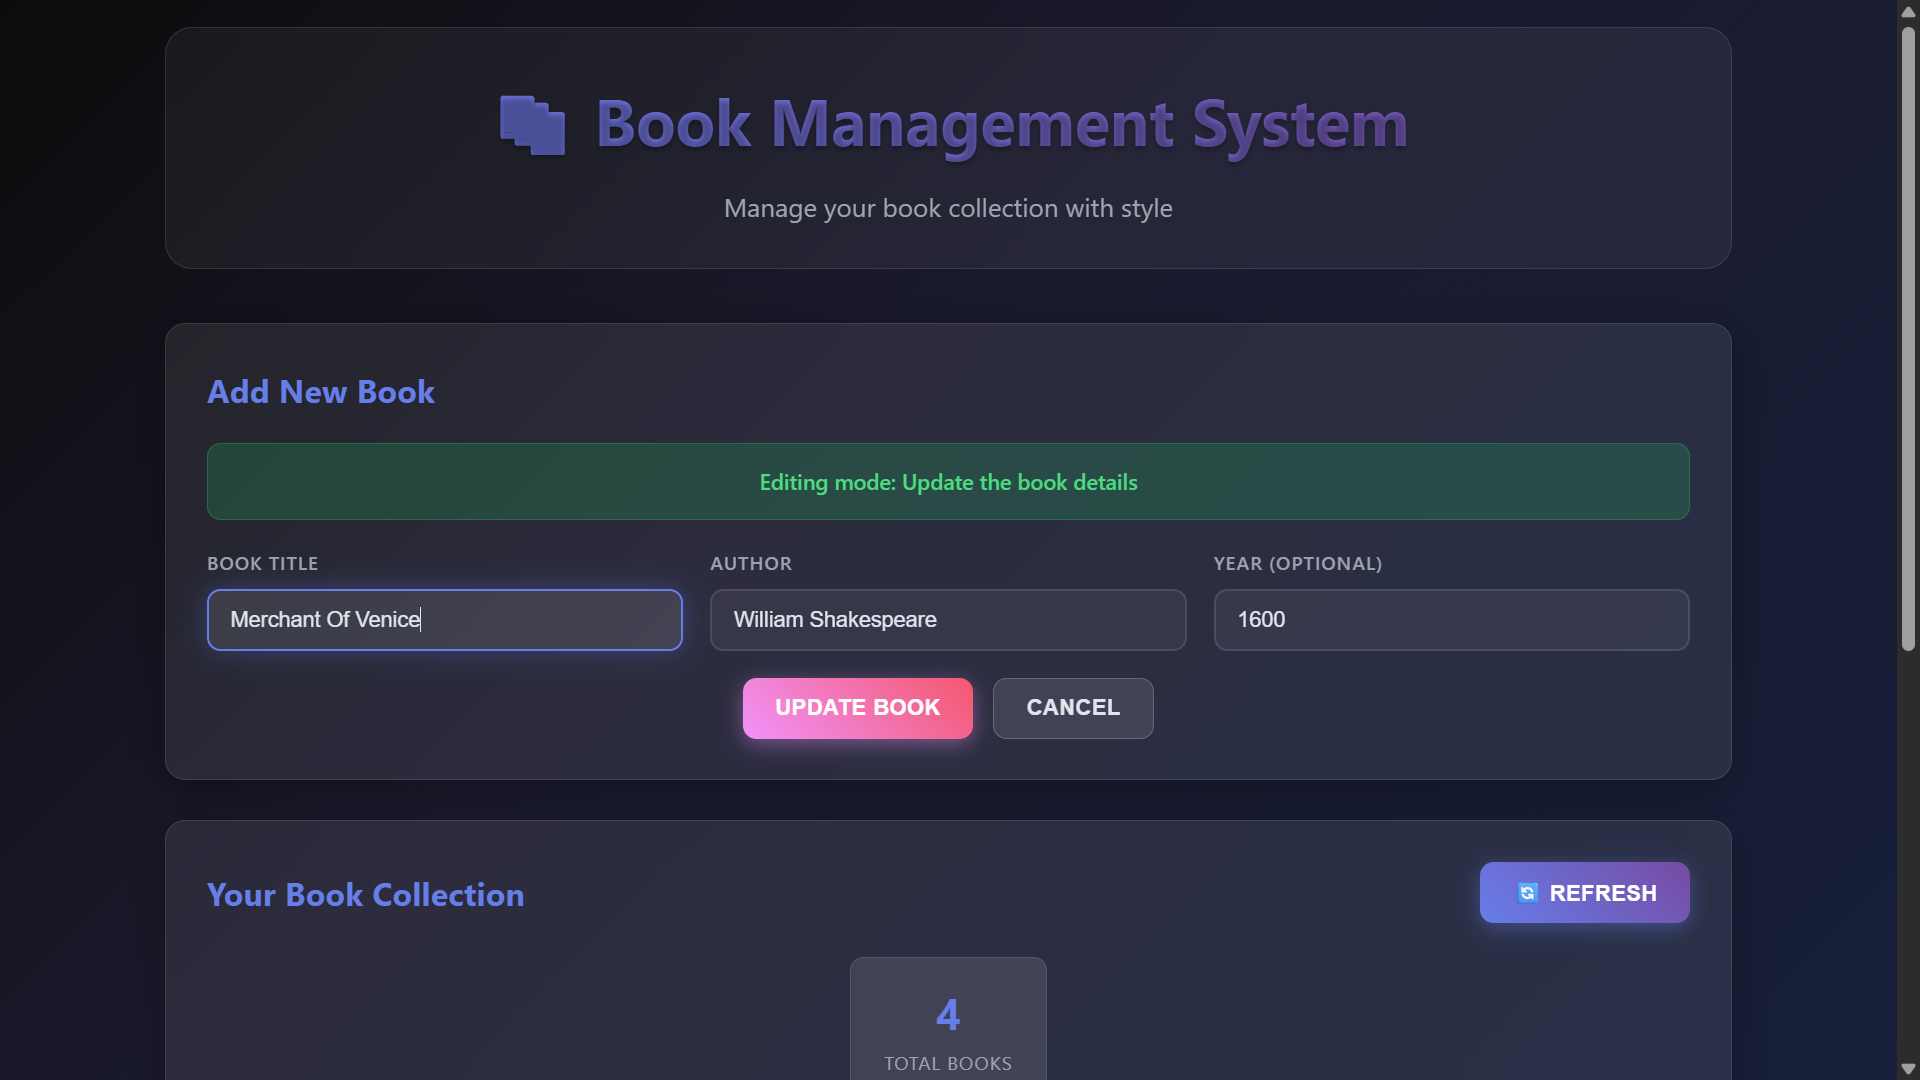 Book Management System
Manage your book collection with style
Add New Book
Editing mode: Update the book details
BOOK TITLE
AUTHOR
YEAR (OPTIONAL)
Merchant Of Venice
William Shakespeare
1600
UPDATE BOOK
CANCEL
Your Book Collection
REFRESH
4
TOTAL BOOKS